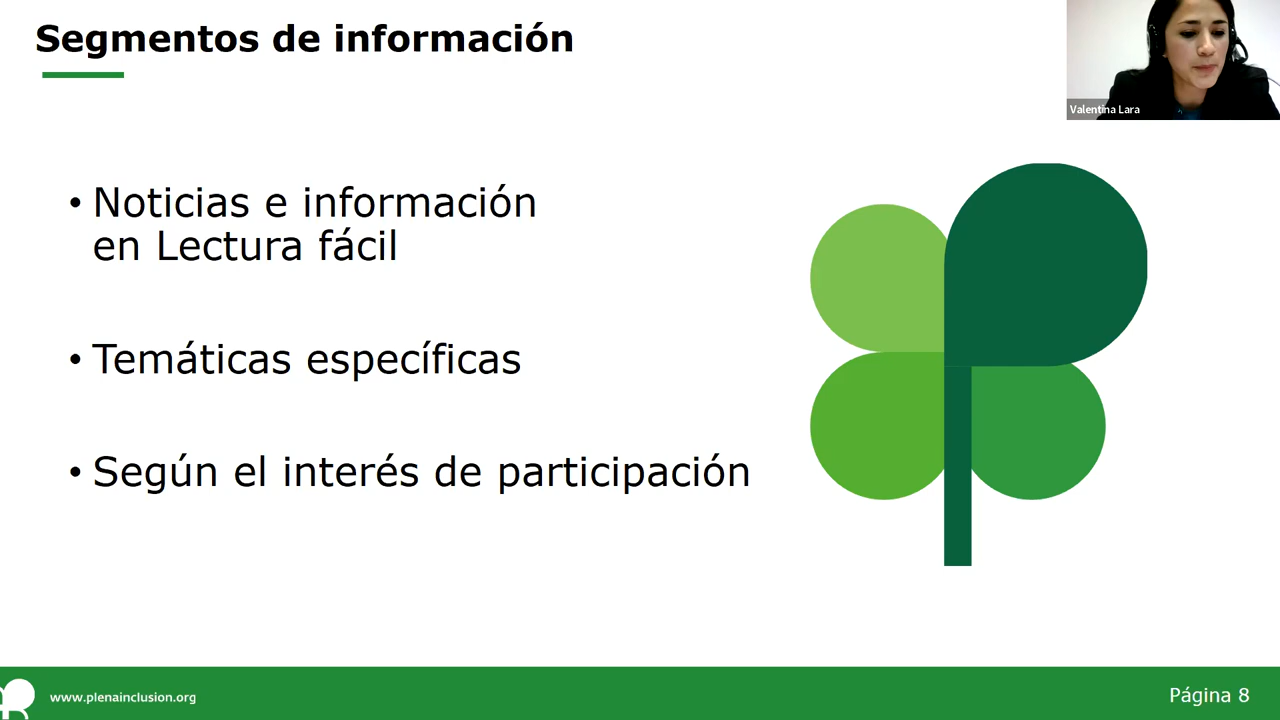 Segmentos de información
Valentina Lara
• Noticias e información
en Lectura fácil
• Temáticas específicas
• Según el interés de participación
www.plenainclusion.org
Página 8